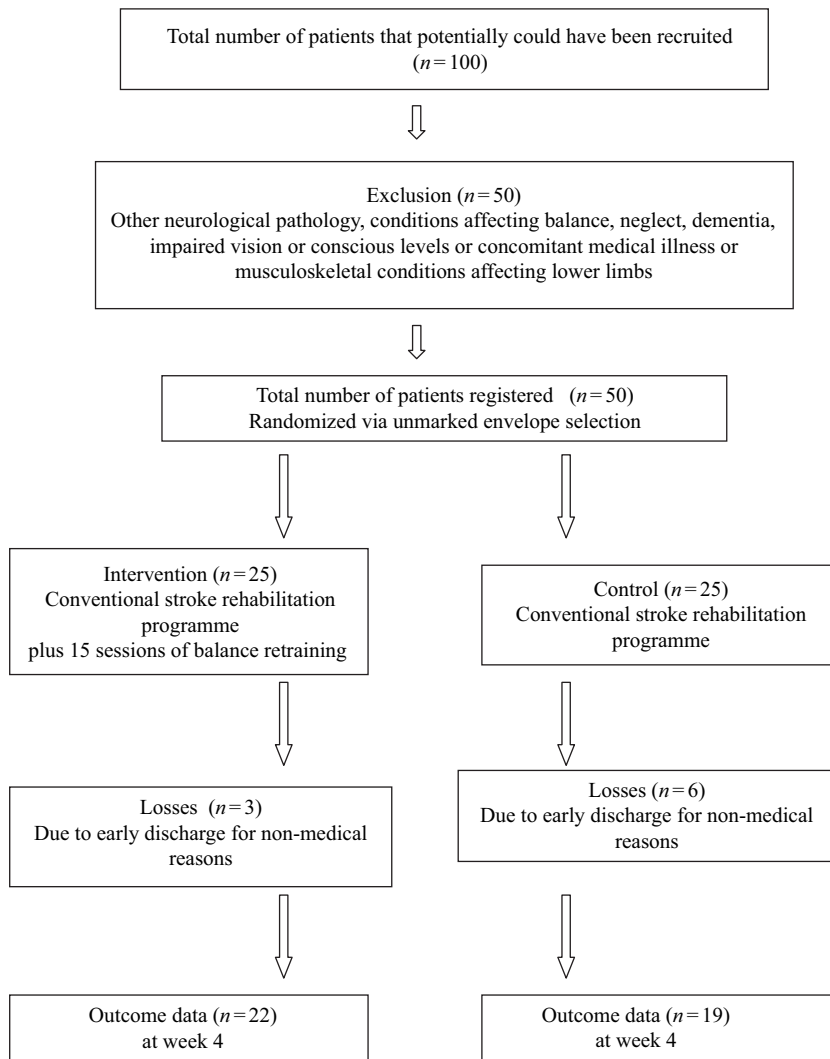 Total number of patients that potentially could have been recruited
(n=100)
Exclusion (n=50)
Other neurological pathology, conditions affecting balance, neglect, dementia,
impaired vision or conscious levels or concomitant medical illness or
musculoskeletal conditions affecting lower limbs
Total number of patients registered (n=50)
Randomized via unmarked envelope selection
Intervention (n=25)
Conventional stroke rehabilitation
programme
plus 15 sessions of balance retraining
Control (n=25)
Conventional stroke rehabilitation
programme
Losses (n=3)
Due to early discharge for non-medical
reasons
Losses (n=6)
Due to early discharge for non-medical
reasons
Outcome data (n=22)
at week 4
Outcome data (n=19)
at week 4